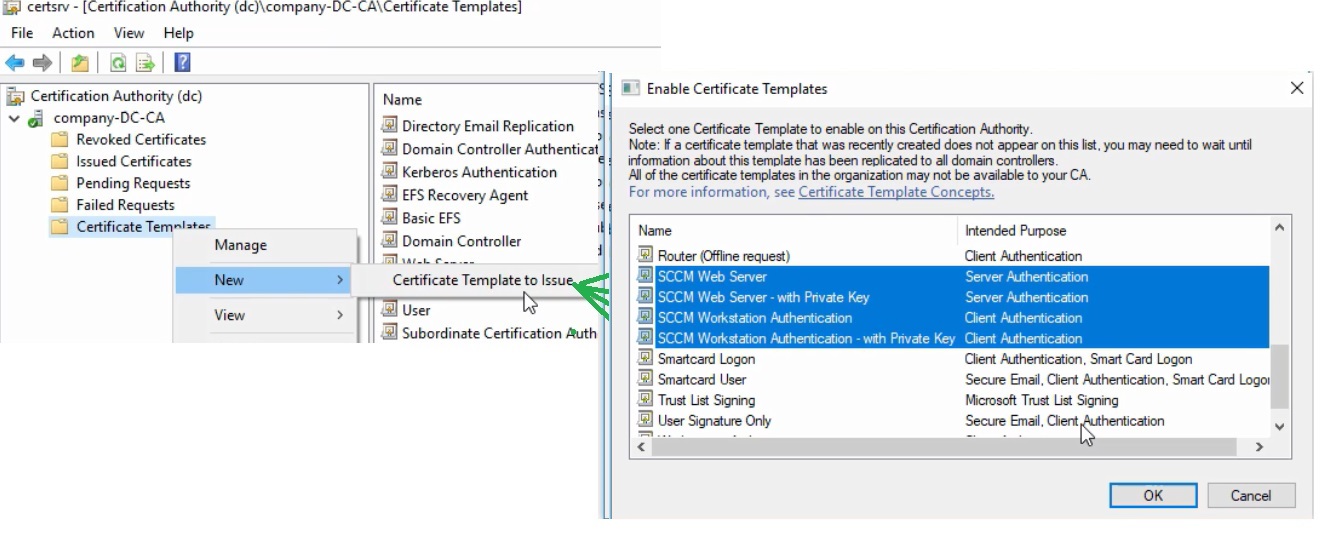 certsrv - [Certification Authority (dc)\company-DC-CA\Certificate Templates]
File Action View Help
Certification Authority (dc)
company-DC-CA
Revoked Certificates
Issued Certificates
Pending Requests
Failed Requests
Certificate Templates
Manage
New
View
Certificate Template to Issue
Name
Directory Email Replication
Domain Controller Authenticat
Kerberos Authentication
EFS Recovery Agent
Basic EFS
Domain Controller
Web Server
User
Subordinate Certification Auth
Enable Certificate Templates
Select one Certificate Template to enable on this Certification Authority.
Note: If a certificate template that was recently created does not appear on this list, you may need to wait until
information about this template has been replicated to all domain controllers.
All of the certificate templates in the organization may not be available to your CA.
For more information, see Certificate Template Concepts.
Name Intended Purpose
Router (Offline request) Client Authentication
SCCM Web Server Server Authentication
SCCM Web Server - with Private Key Server Authentication
SCCM Workstation Authentication Client Authentication
SCCM Workstation Authentication - with Private Key Client Authentication
Smartcard Logon Client Authentication, Smart Card Logon
Smartcard User Secure Email, Client Authentication, Smart Card Logon
Trust List Signing Microsoft Trust List Signing
User Signature Only Secure Email, Client Authentication
OK Cancel